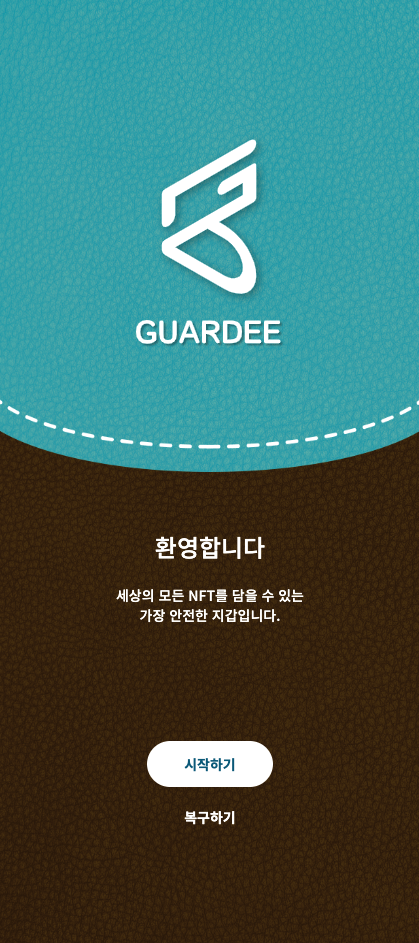 GUARDEE
환영합니다
세상의 모든 NFT를 담을 수 있는
가장 안전한 지갑입니다.
시작하기
복구하기